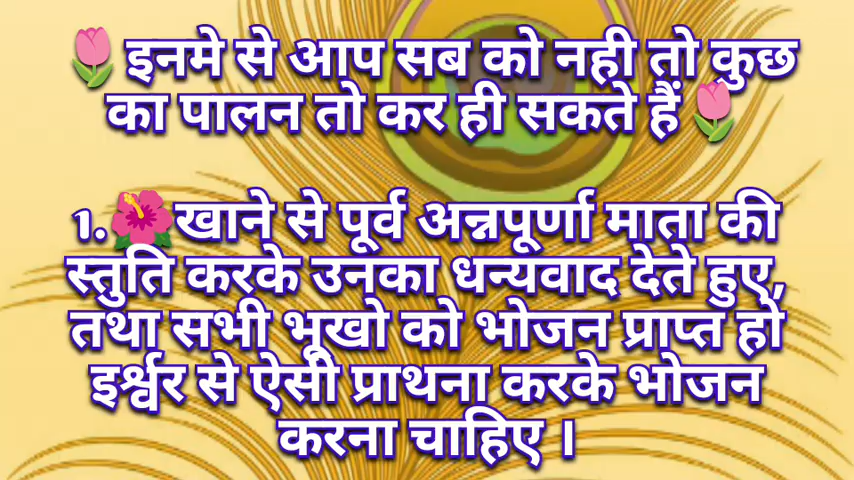 🌷इनमे से आप सब को नही तो कुछ
का पालन तो कर ही सकते हैं🌷
1.🌺खाने से पूर्व अन्नपूर्णा माता की
स्तुति करके उनका धन्यवाद देते हुए,
तथा सभी भूखो को भोजन प्राप्त हो
इर्श्वर से ऐसी प्राथना करके भोजन
करना चाहिए ।